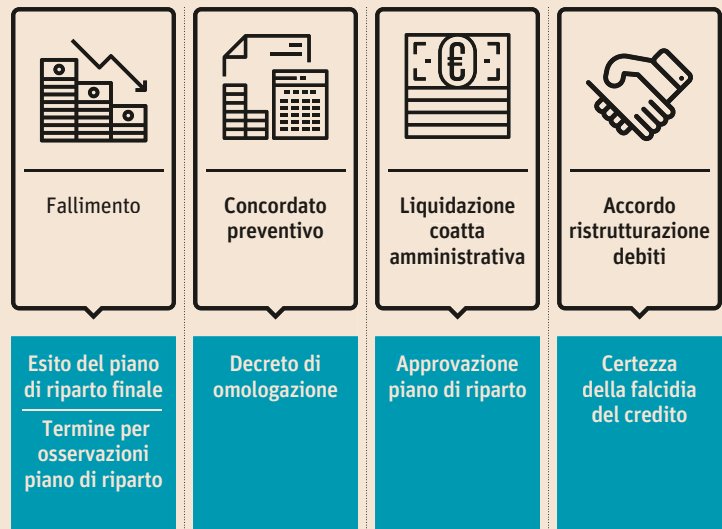 Fallimento
Concordato
preventivo
Liquidazione
coatta
amministrativa
Accordo
ristrutturazione
debiti
Esito del piano
di riparto finale
Termine per
osservazioni
piano di riparto
Decreto di
omologazione
Approvazione
piano di riparto
Certezza
della falcidia
del credito